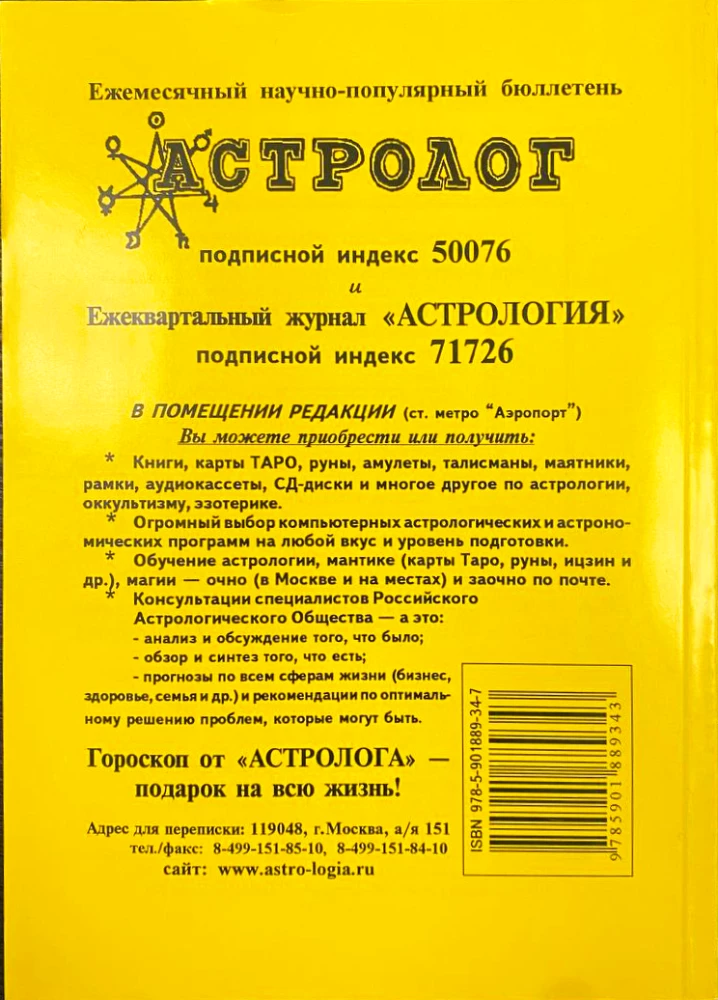 Ежемесячный научно-популярный бюллетень
АСТРОЛОГ
подписной индекс 50076
и
Ежеквартальный журнал «АСТРОЛОГИЯ»
подписной индекс 71726
В ПОМЕЩЕНИИ РЕДАКЦИИ (ст. метро “Аэропорт”)
Вы можете приобрести или получить:
* Книги, карты ТАРО, руны, амулеты, талисманы, маятники,
рамки, аудиокассеты, СД-диски и многое другое по астрологии,
оккультизму, эзотерике.
* Огромный выбор компьютерных астрологических и астроно-
мических программ на любой вкус и уровень подготовки.
* Обучение астрологии, мантике (карты Таро, руны, ицзин и
др.), магии — очно (в Москве и на местах) и заочно по почте.
* Консультации специалистов Российского
Астрологического Общества — а это:
- анализ и обсуждение того, что было;
- обзор и синтез того, что есть;
- прогнозы по всем сферам жизни (бизнес,
здоровье, семья и др.) и рекомендации по оптималь-
ному решению проблем, которые могут быть.
Гороскоп от «АСТРОЛОГА» —
подарок на всю жизнь!
Адрес для переписки: 119048, г.Москва, а/я 151
тел./факс: 8-499-151-85-10, 8-499-151-84-10
сайт: www.astro-logia.ru
ISBN 978-5-901889-34-7
9785901889343